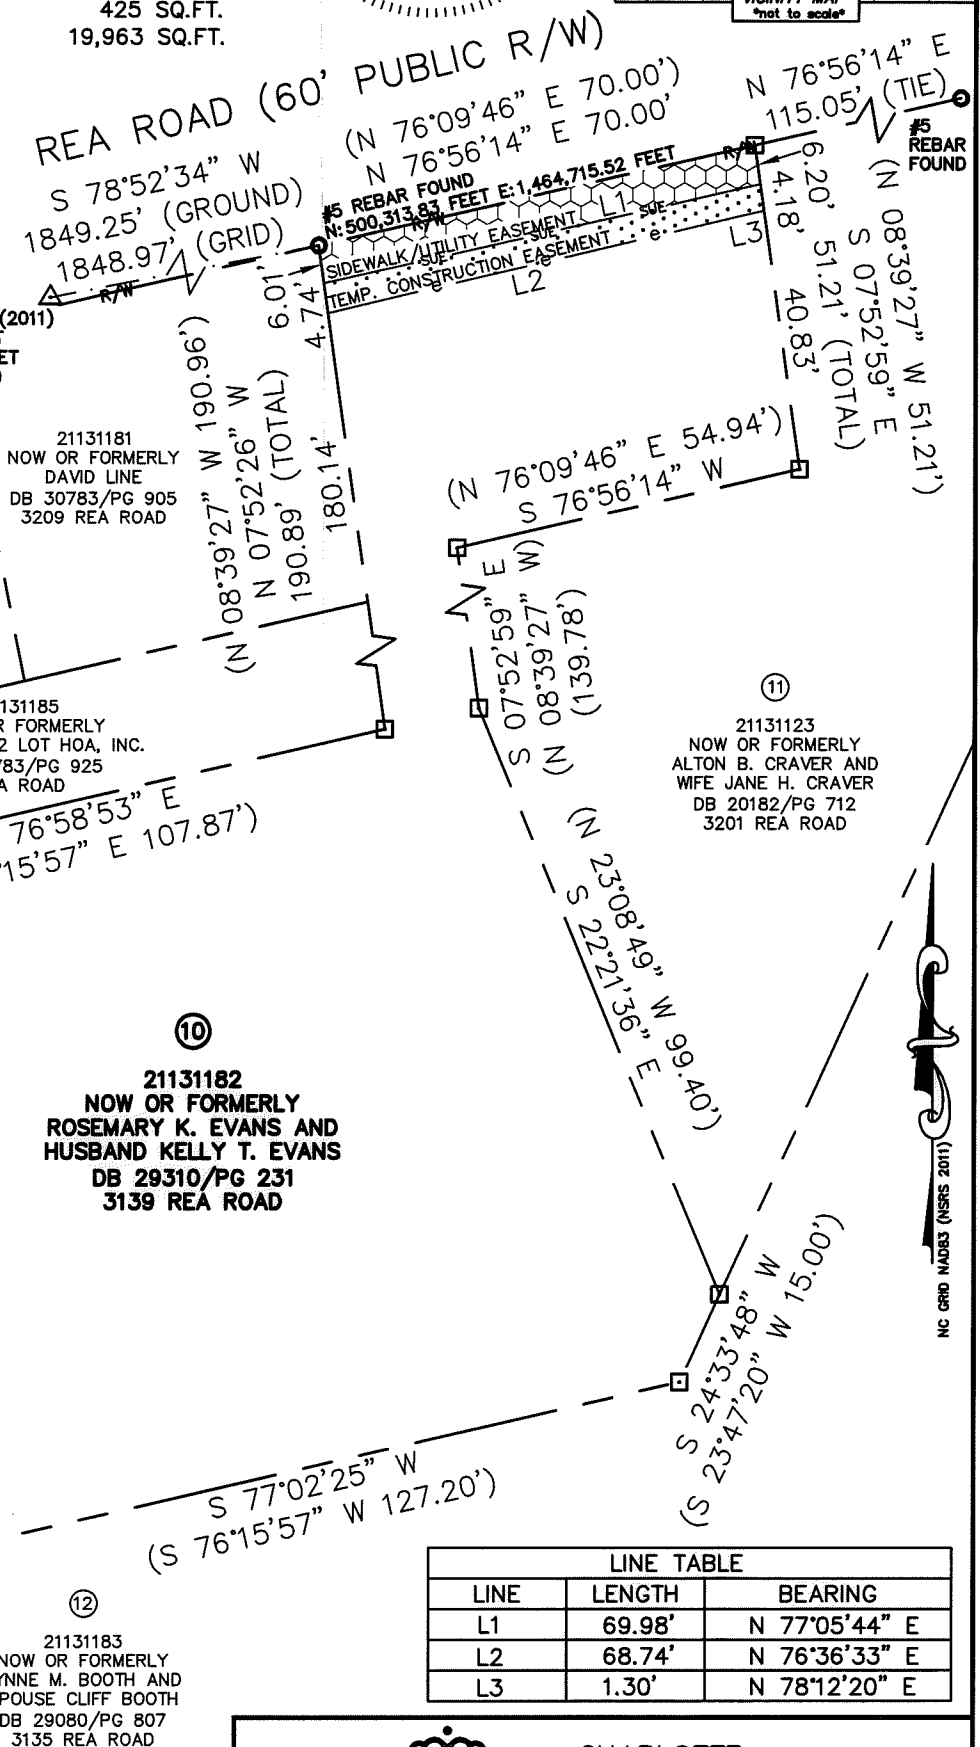 425 SQ.FT.
19,963 SQ.FT.
*not to scale*
REA ROAD (60' PUBLIC R/W)
(N 76°09'46" E 70.00')
N 76°56'14" E 70.00'
N 76°56'14" E
115.05' (TIE)
#5
REBAR
FOUND
S 78°52'34" W
1849.25' (GROUND)
1848.97' (GRID)
R/W
#5 REBAR FOUND
N: 500,313.83 FEET E: 1,464,715.52 FEET
R/W
R/W
SIDEWALK/UTILITY EASEMENT
L1
SUE
SUE
SUE
TEMP. CONSTRUCTION EASEMENT
e
e
e
L2
L3
6.01'
4.74'
180.14'
6.20'
4.18'
40.83'
51.21' (TOTAL)
S 07°52'59" E
(N 08°39'27" W 51.21')
(2011)
ET
(N 08°39'27" W 190.96')
N 07°52'26" W
190.89' (TOTAL)
21131181
NOW OR FORMERLY
DAVID LINE
DB 30783/PG 905
3209 REA ROAD
(N 76°09'46" E 54.94')
S 76°56'14" W
S 07°52'59" E
(N 08°39'27" W)
(139.78')
131185
R FORMERLY
2 LOT HOA, INC.
783/PG 925
A ROAD
76°58'53" E
°15'57" E 107.87')
11
21131123
NOW OR FORMERLY
ALTON B. CRAVER AND
WIFE JANE H. CRAVER
DB 20182/PG 712
3201 REA ROAD
(N 23°08'49" W 99.40')
S 22°21'36" E
10
21131182
NOW OR FORMERLY
ROSEMARY K. EVANS AND
HUSBAND KELLY T. EVANS
DB 29310/PG 231
3139 REA ROAD
NC GRID NAD83 (NSRS 2011)
S 24°33'48" W
(S 23°47'20" W 15.00')
S 77°02'25" W
(S 76°15'57" W 127.20')
12
21131183
NOW OR FORMERLY
YNNE M. BOOTH AND
POUSE CLIFF BOOTH
DB 29080/PG 807
3135 REA ROAD
LINE TABLE
LINE LENGTH BEARING
L1 69.98' N 77°05'44" E
L2 68.74' N 76°36'33" E
L3 1.30' N 78°12'20" E